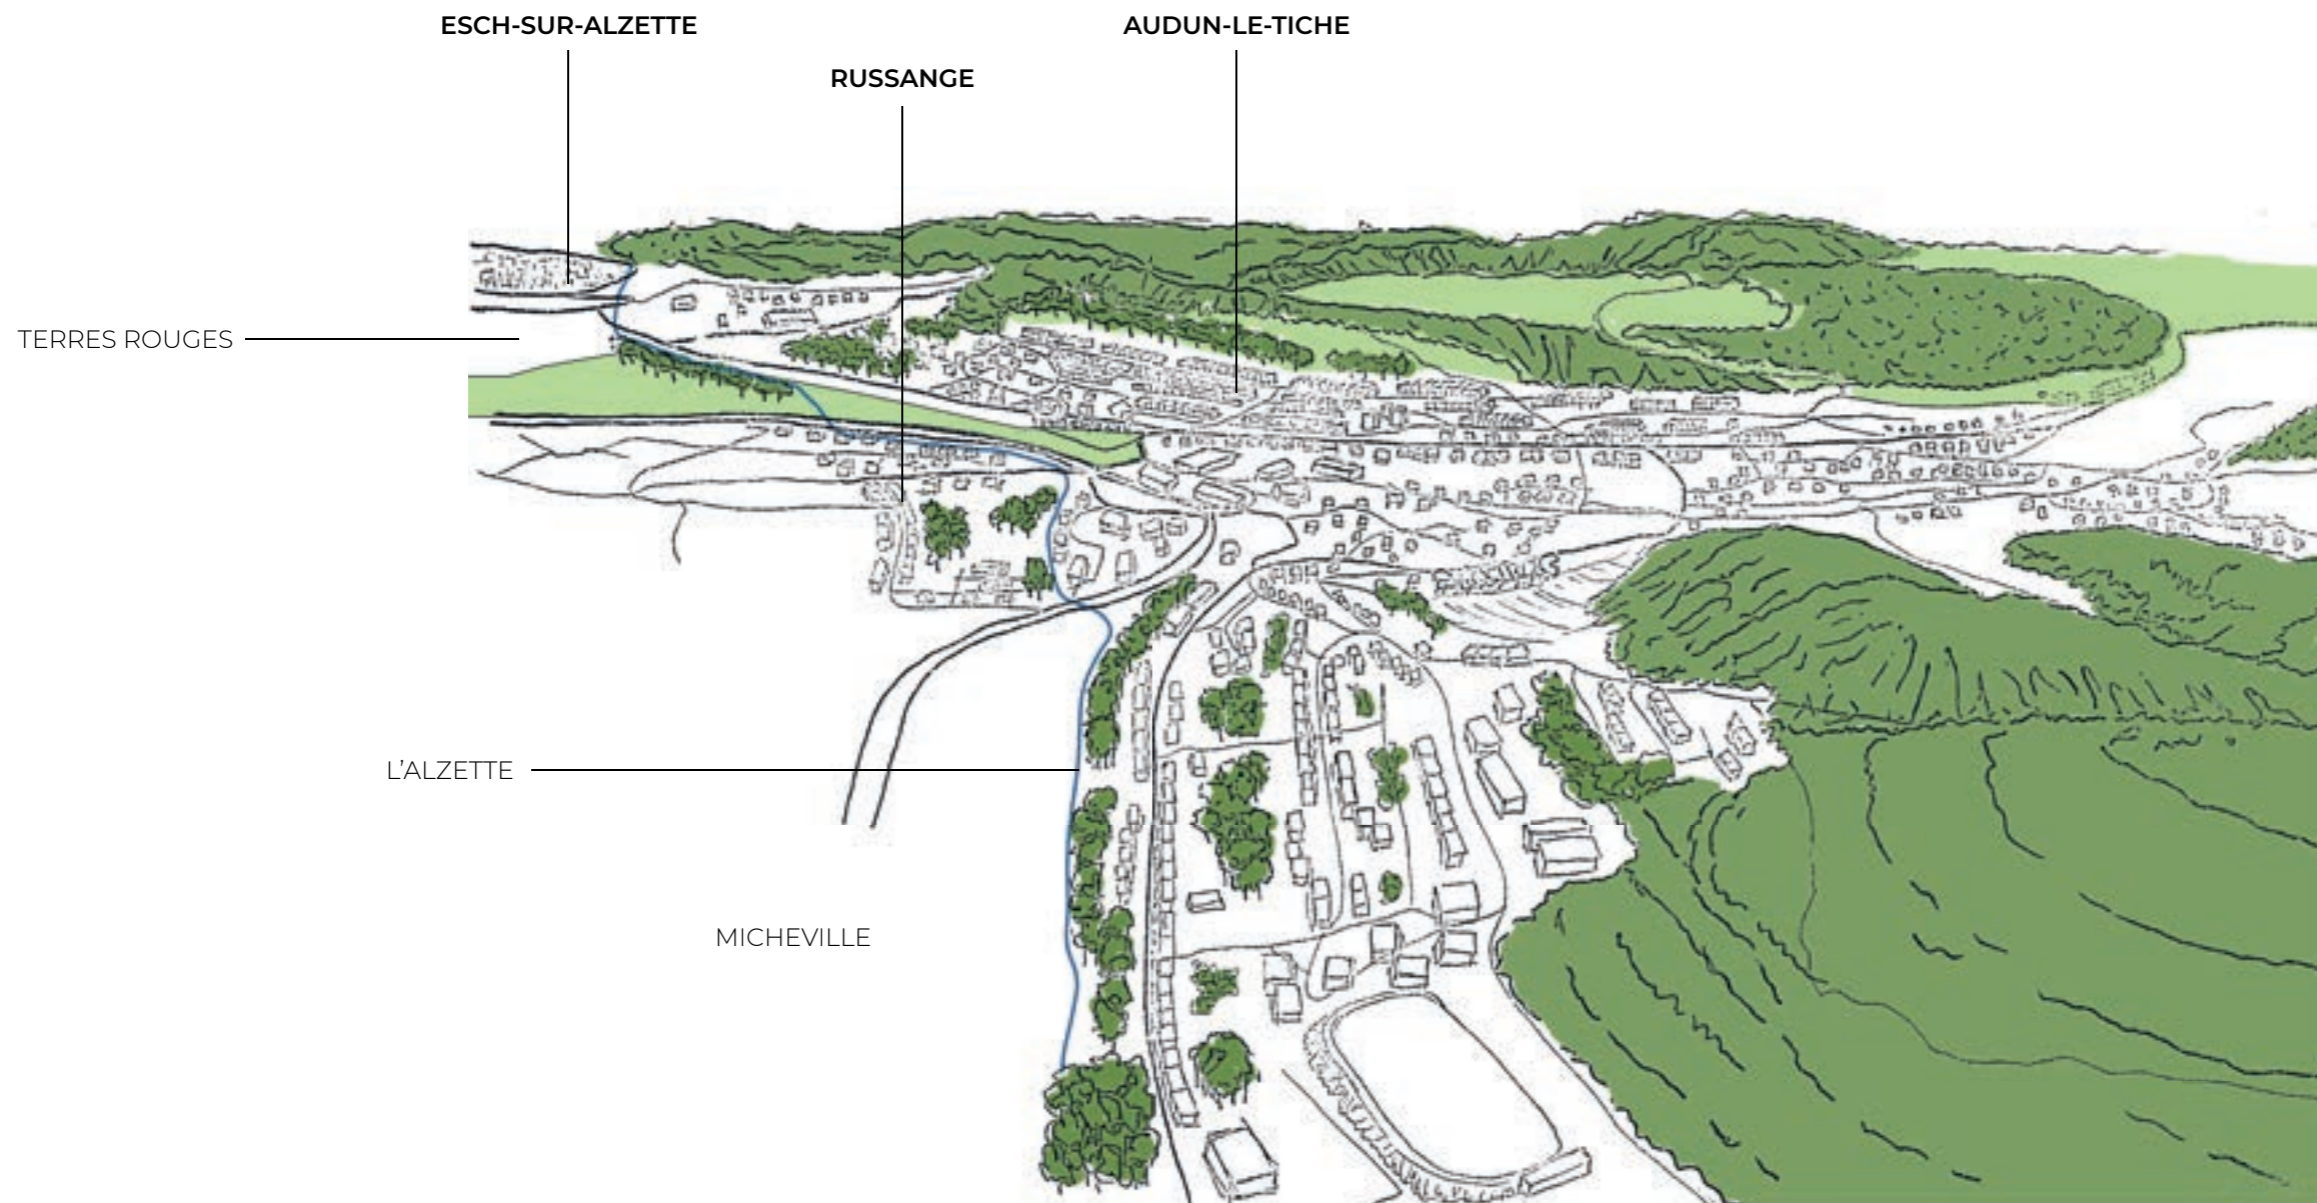 ESCH-SUR-ALZETTE
AUDUN-LE-TICHE
RUSSANGE
TERRES ROUGES
L’ALZETTE
MICHEVILLE